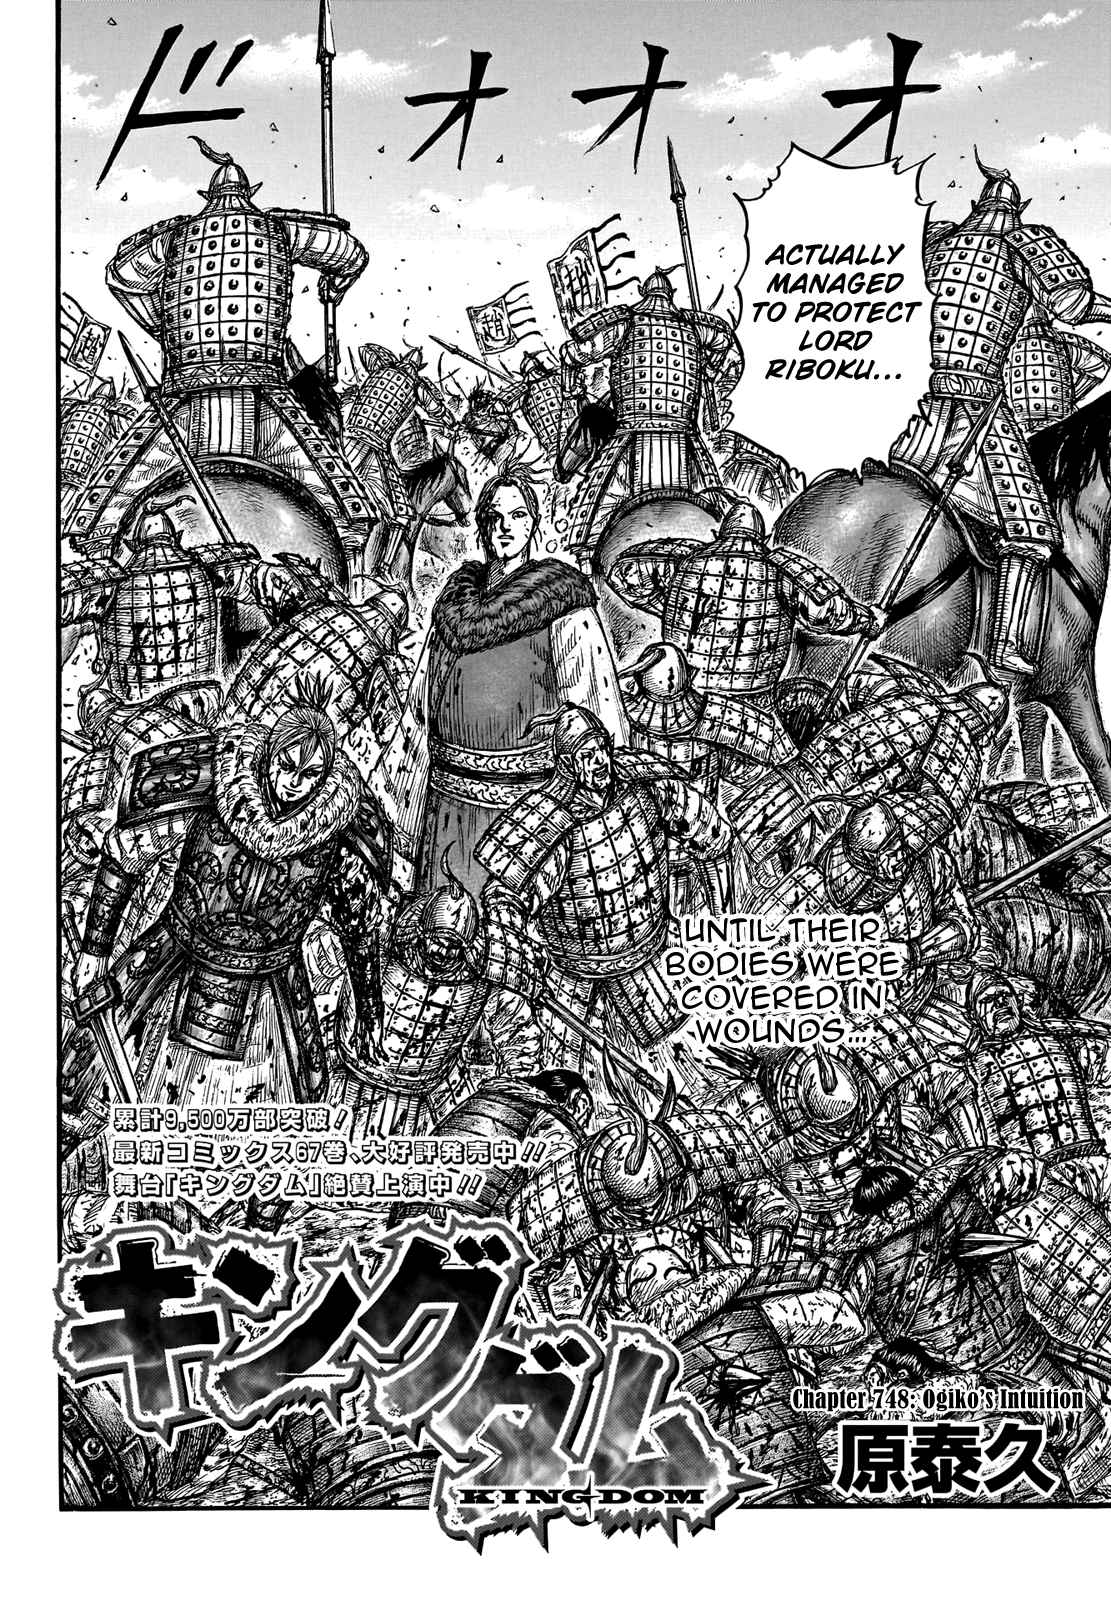 ドオオオ
ACTUALLY
MANAGED
TO PROTECT
LORD
RIBOKU...
趙
趙
UNTIL THEIR
BODIES WERE
COVERED IN
WOUNDS...
累計9,500万部突破！
最新コミックス67巻、大好評発売中!!
舞台「キングダム」絶賛上演中!!
キングダム
KINGDOM
Chapter 748: Ogiko's Intuition
原泰久